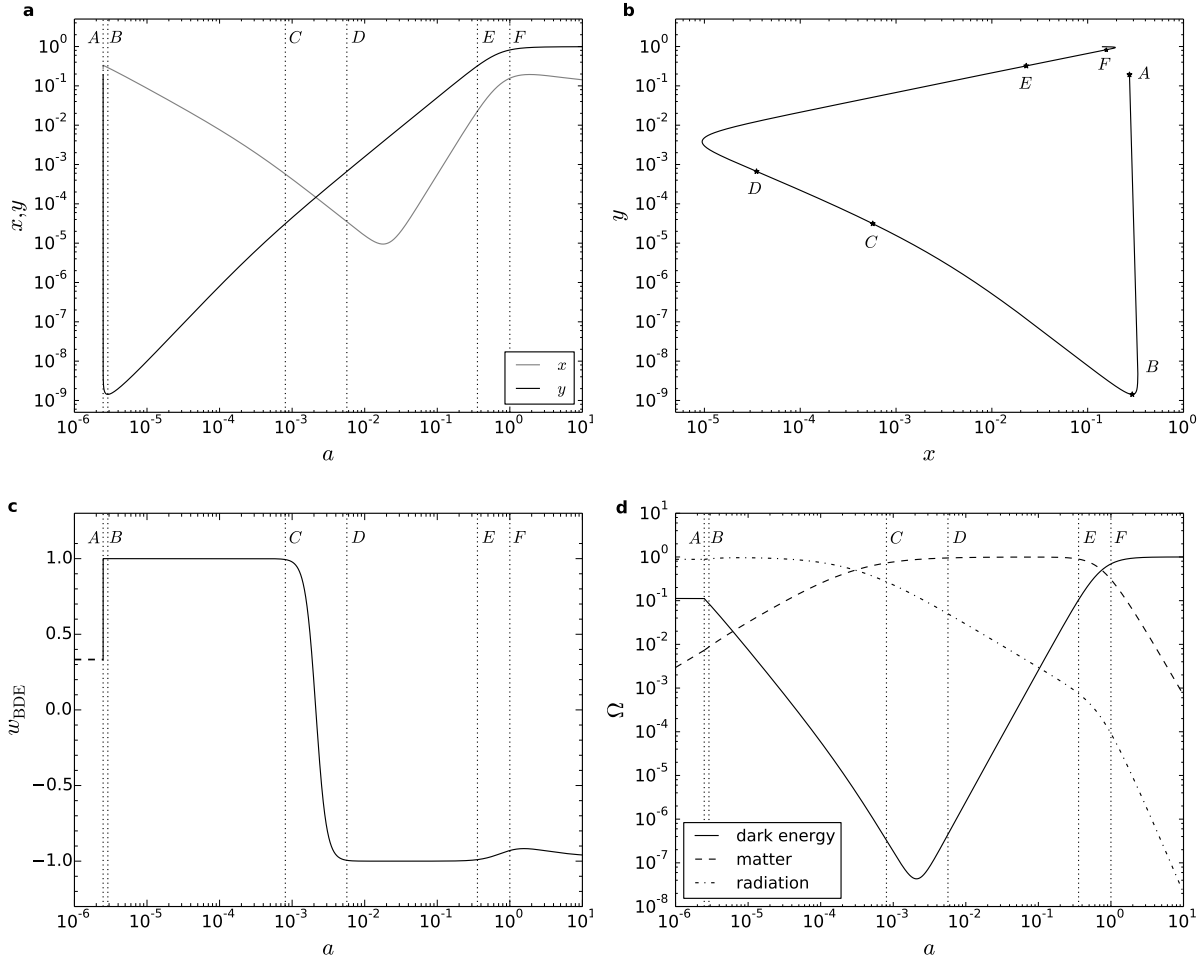 a
A B C D E F
10^0
10^-1
10^-2
10^-3
10^-4
10^-5
10^-6
10^-7
10^-8
10^-9
x, y
x
y
10^-6 10^-5 10^-4 10^-3 10^-2 10^-1 10^0 10^1
a
b
10^0
10^-1
10^-2
10^-3
10^-4
10^-5
10^-6
10^-7
10^-8
10^-9
y
F
A
E
D
C
B
10^-5 10^-4 10^-3 10^-2 10^-1 10^0
x
c
A B C D E F
1.0
0.5
0.0
−0.5
−1.0
w_BDE
10^-6 10^-5 10^-4 10^-3 10^-2 10^-1 10^0 10^1
a
d
A B C D E F
10^1
10^0
10^-1
10^-2
10^-3
10^-4
10^-5
10^-6
10^-7
10^-8
Ω
dark energy
matter
radiation
10^-6 10^-5 10^-4 10^-3 10^-2 10^-1 10^0 10^1
a